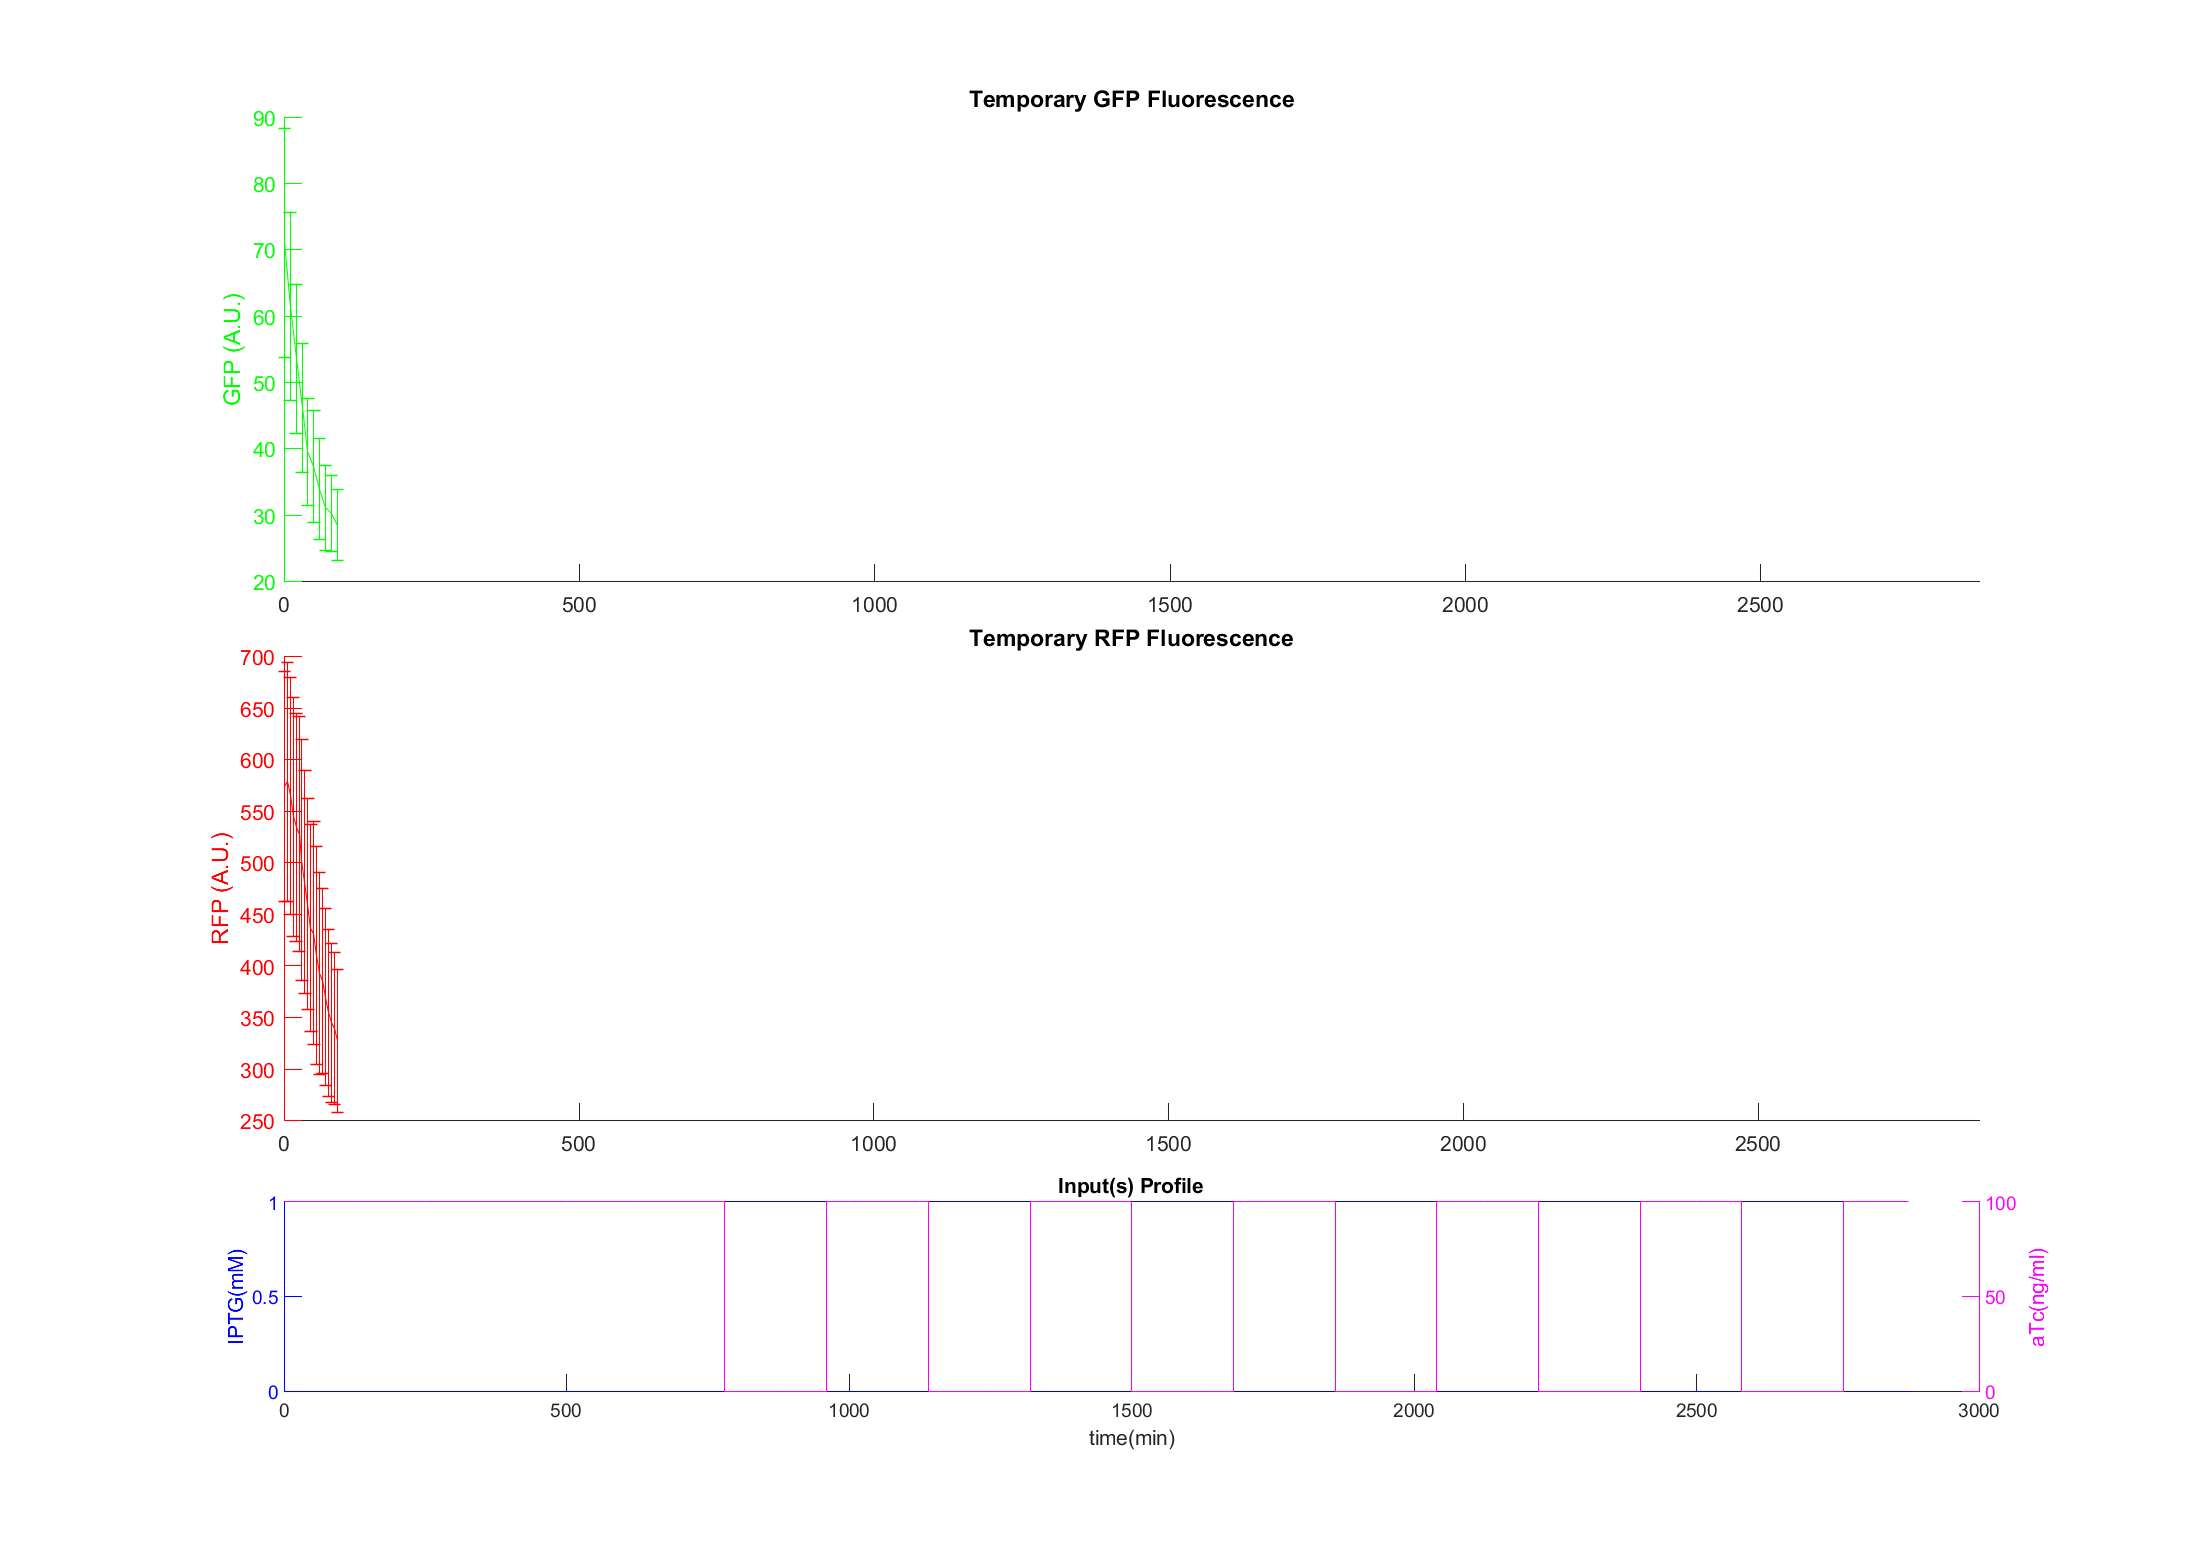 Temporary GFP Fluorescence
90
80
70
60
50
40
30
20
GFP (A.U.)
0 500 1000 1500 2000 2500
Temporary RFP Fluorescence
700
650
600
550
500
450
400
350
300
250
RFP (A.U.)
0 500 1000 1500 2000 2500
Input(s) Profile
1
0.5
0
IPTG(mM)
100
50
0
aTc(ng/ml)
0 500 1000 1500 2000 2500 3000
time(min)